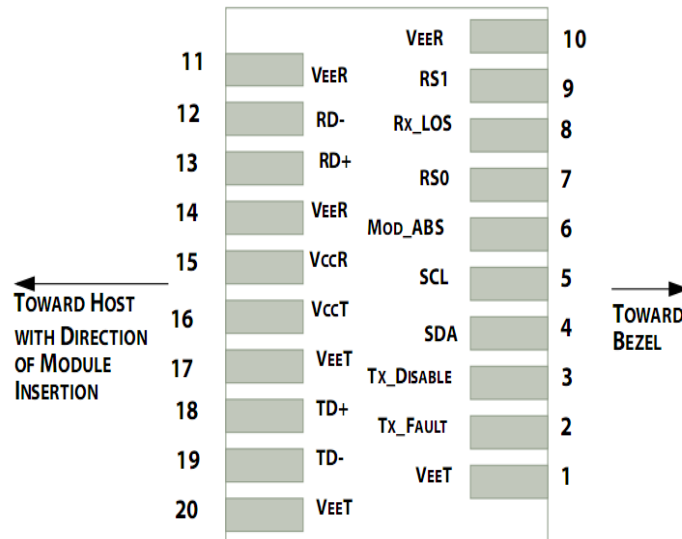 11 VEER
12 RD-
13 RD+
14 VEER
15 VCCR
16 VCCT
17 VEET
18 TD+
19 TD-
20 VEET
TOWARD HOST
WITH DIRECTION
OF MODULE
INSERTION
VEER 10
RS1 9
RX_LOS 8
RS0 7
MOD_ABS 6
SCL 5
SDA 4
TX_DISABLE 3
TX_FAULT 2
VEET 1
TOWARD
BEZEL